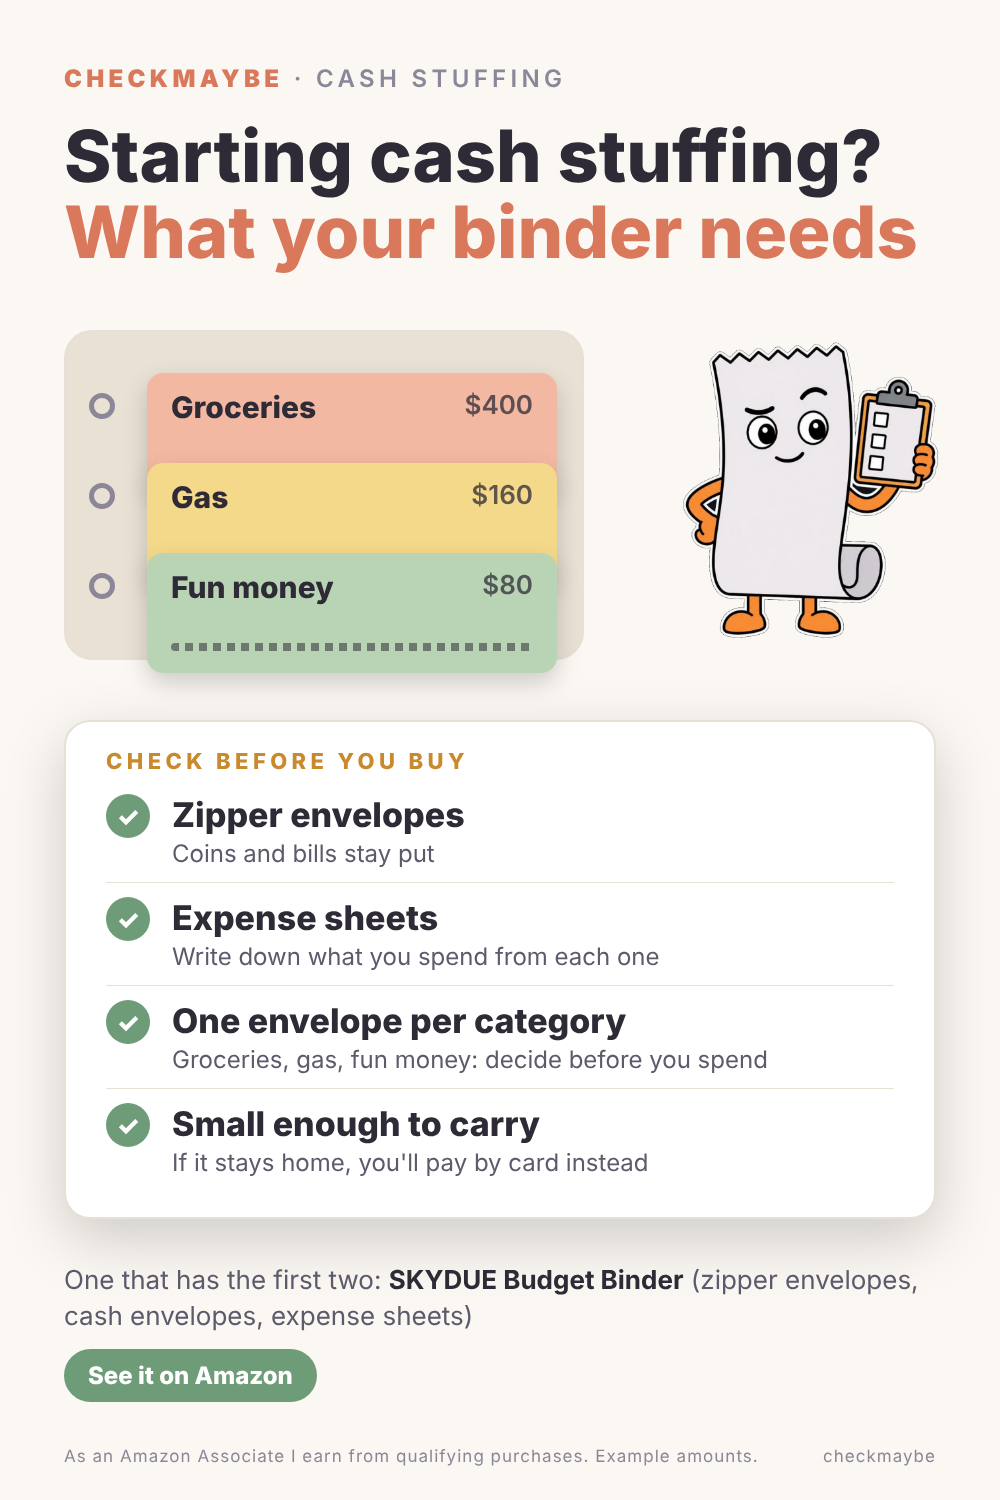 CHECKMAYBE · CASH STUFFING
Starting cash stuffing?
What your binder needs
Groceries $400
Gas $160
Fun money $80
CHECK BEFORE YOU BUY
Zipper envelopes
Coins and bills stay put
Expense sheets
Write down what you spend from each one
One envelope per category
Groceries, gas, fun money: decide before you spend
Small enough to carry
If it stays home, you'll pay by card instead
One that has the first two: SKYDUE Budget Binder (zipper envelopes,
cash envelopes, expense sheets)
See it on Amazon
As an Amazon Associate I earn from qualifying purchases. Example amounts. checkmaybe